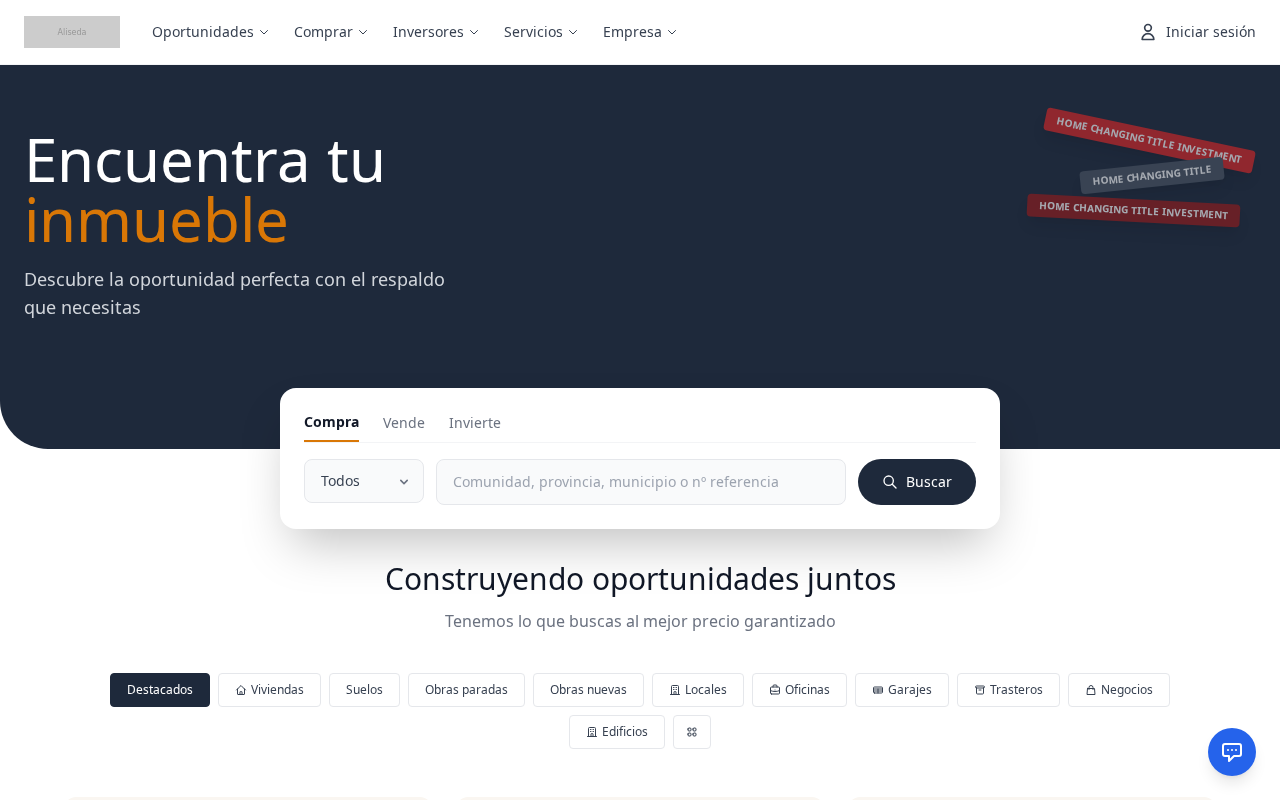 Aliseda
Oportunidades
Comprar
Inversores
Servicios
Empresa
Iniciar sesión
Encuentra tu
inmueble
Descubre la oportunidad perfecta con el respaldo
que necesitas
HOME CHANGING TITLE INVESTMENT
HOME CHANGING TITLE
HOME CHANGING TITLE INVESTMENT
Compra
Vende
Invierte
Todos
Comunidad, provincia, municipio o nº referencia
Buscar
Construyendo oportunidades juntos
Tenemos lo que buscas al mejor precio garantizado
Destacados
Viviendas
Suelos
Obras paradas
Obras nuevas
Locales
Oficinas
Garajes
Trasteros
Negocios
Edificios